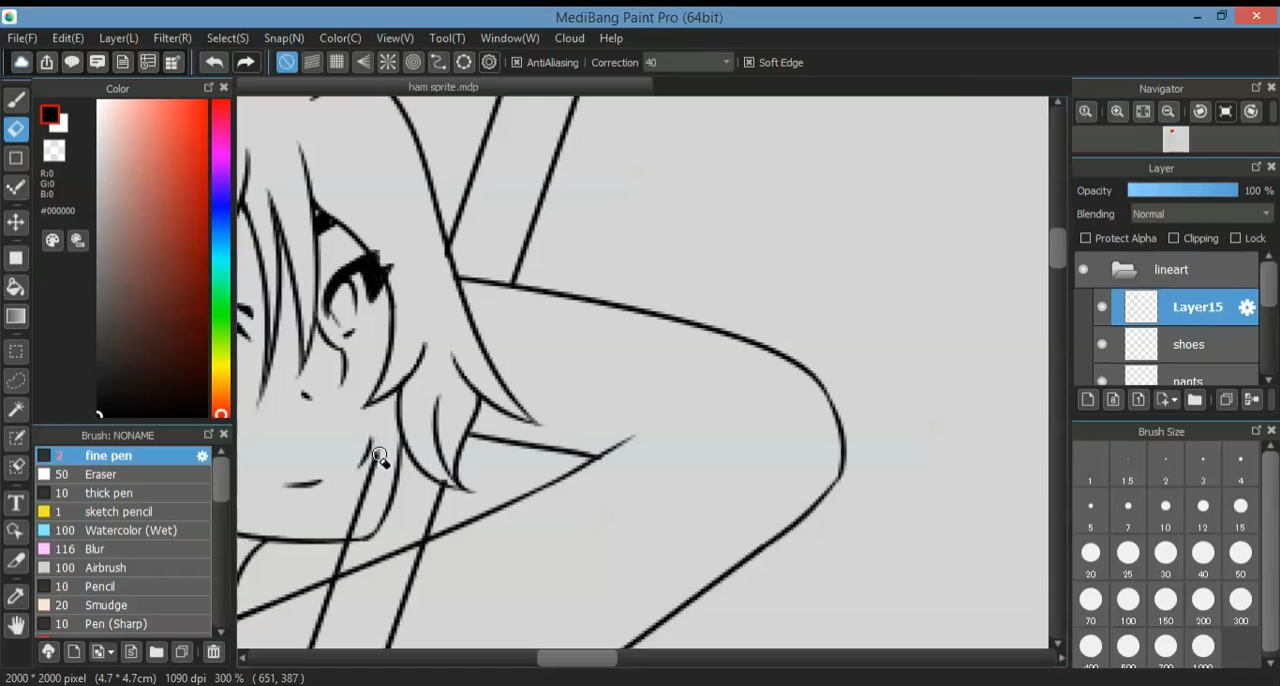 MediBang Paint Pro (64bit)
File(F) Edit(E) Layer(L) Filter(R) Select(S) Snap(N) Color(C) View(V) Tool(T) Window(W) Cloud Help
AntiAliasing Correction 40 Soft Edge
Color
ham sprite.mdp
Navigator
R:0
G:0
B:0
#000000
Layer
Opacity 100 %
Blending Normal
Protect Alpha Clipping Lock
lineart
Layer15
shoes
pants
Brush: NONAME
2 fine pen
50 Eraser
10 thick pen
1 sketch pencil
100 Watercolor (Wet)
116 Blur
100 Airbrush
10 Pencil
20 Smudge
10 Pen (Sharp)
Brush Size
1 1.5 2 3 4
5 7 10 12 15
20 25 30 40 50
70 100 150 200 300
400 500 700 1000
2000 * 2000 pixel (4.7 * 4.7cm) 1090 dpi 300 % ( 651, 387 )